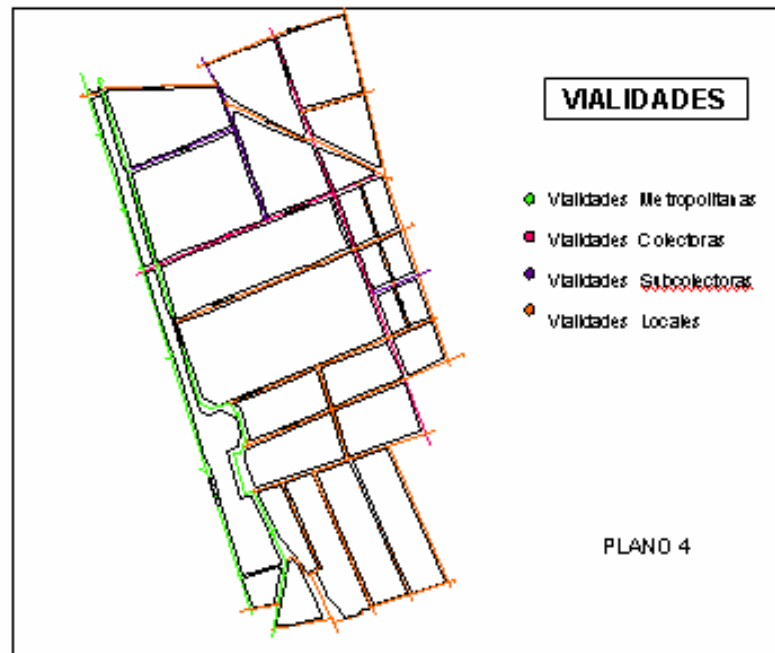 VIALIDADES
Vialidades Metropolitanas
Vialidades Colectoras
Vialidades Subcolectoras
Vialidades Locales
PLANO 4